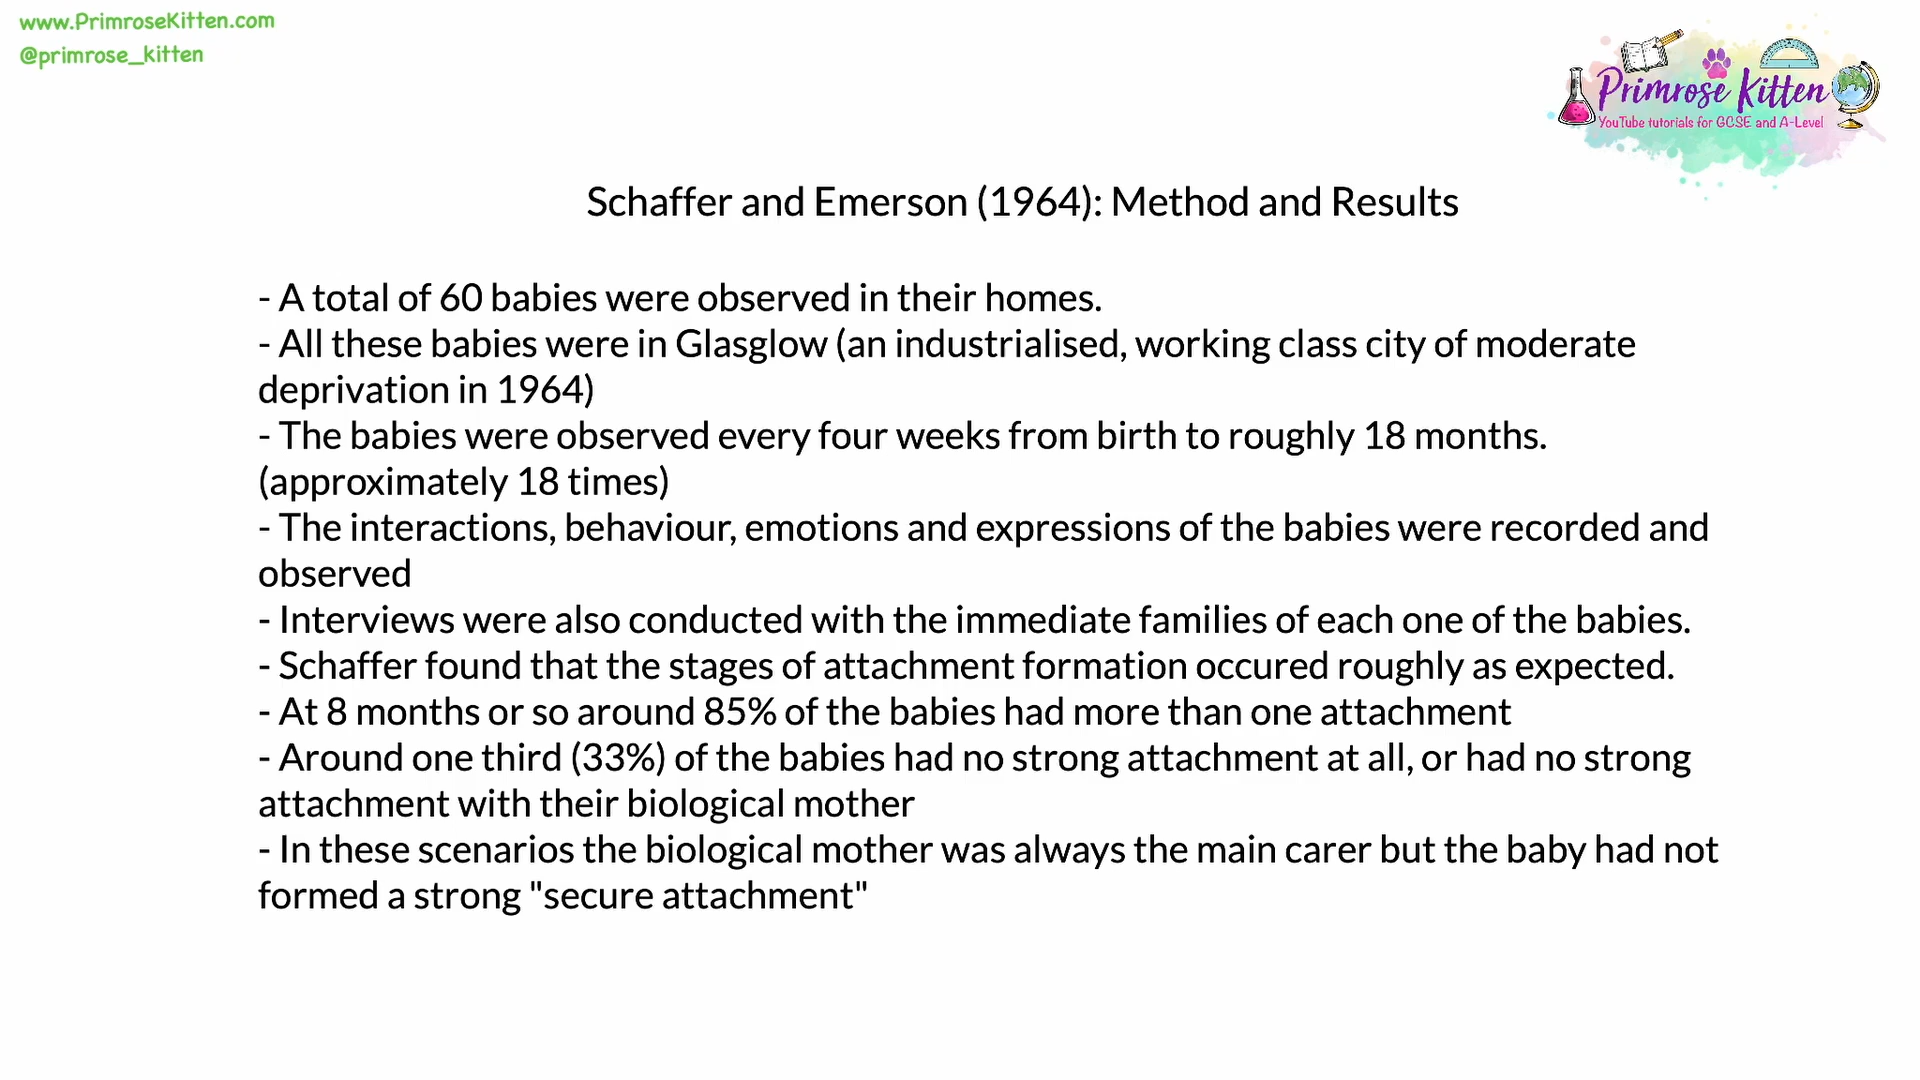 www.PrimroseKitten.com
@primrose_kitten
Primrose Kitten
YouTube tutorials for GCSE and A-Level
Schaffer and Emerson (1964): Method and Results
- A total of 60 babies were observed in their homes.
- All these babies were in Glasglow (an industrialised, working class city of moderate
deprivation in 1964)
- The babies were observed every four weeks from birth to roughly 18 months.
(approximately 18 times)
- The interactions, behaviour, emotions and expressions of the babies were recorded and
observed
- Interviews were also conducted with the immediate families of each one of the babies.
- Schaffer found that the stages of attachment formation occured roughly as expected.
- At 8 months or so around 85% of the babies had more than one attachment
- Around one third (33%) of the babies had no strong attachment at all, or had no strong
attachment with their biological mother
- In these scenarios the biological mother was always the main carer but the baby had not
formed a strong "secure attachment"